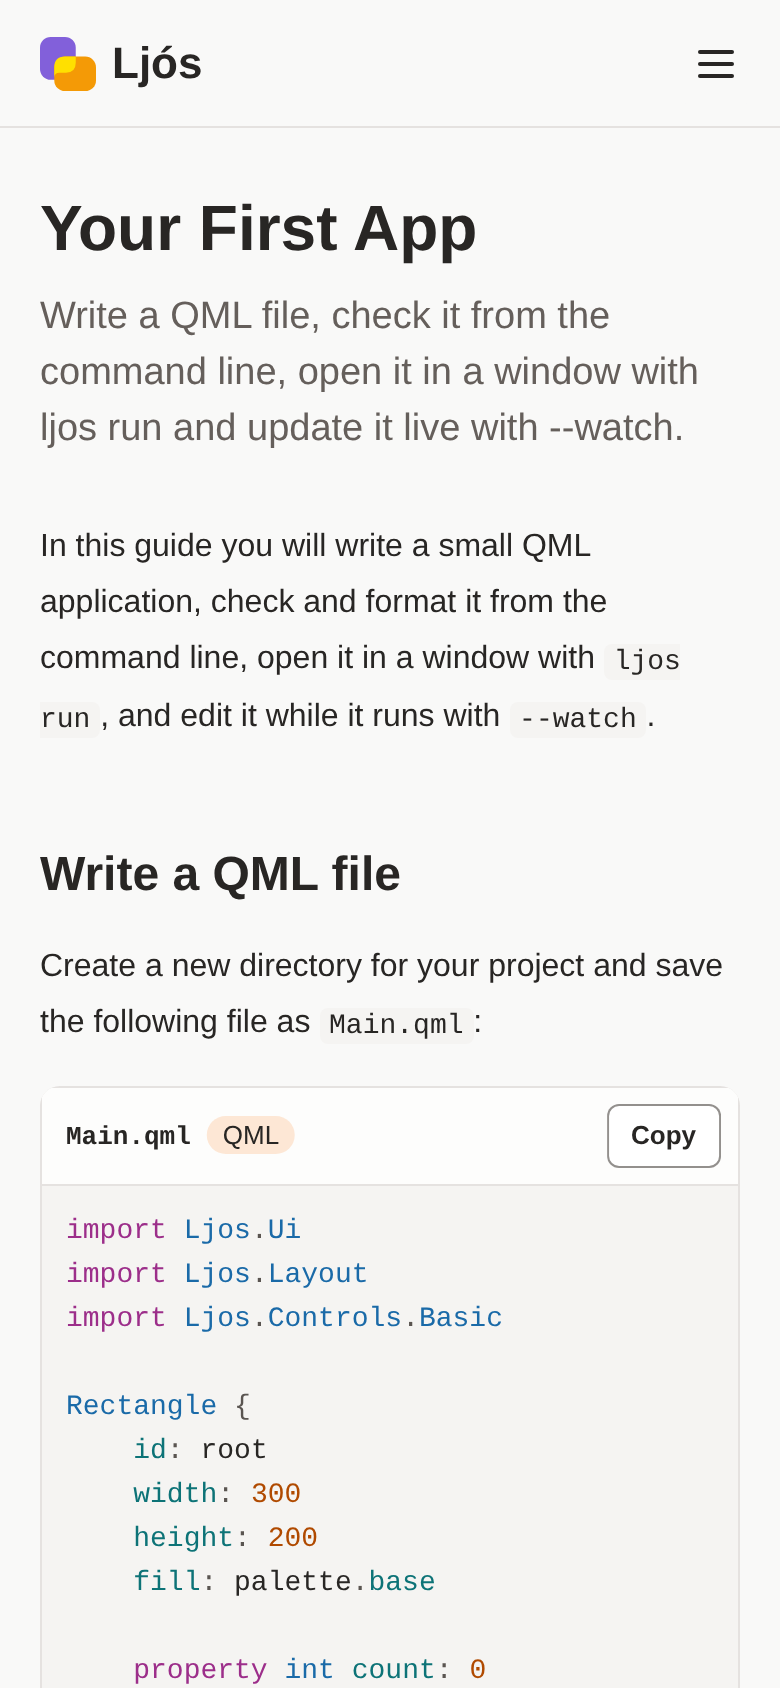 Ljós
Your First App
Write a QML file, check it from the
command line, open it in a window with
ljos run and update it live with --watch.
In this guide you will write a small QML
application, check and format it from the
command line, open it in a window with ljos
run, and edit it while it runs with --watch.
Write a QML file
Create a new directory for your project and save
the following file as Main.qml:
Main.qml QML Copy
import Ljos.Ui
import Ljos.Layout
import Ljos.Controls.Basic
Rectangle {
    id: root
    width: 300
    height: 200
    fill: palette.base
    property int count: 0